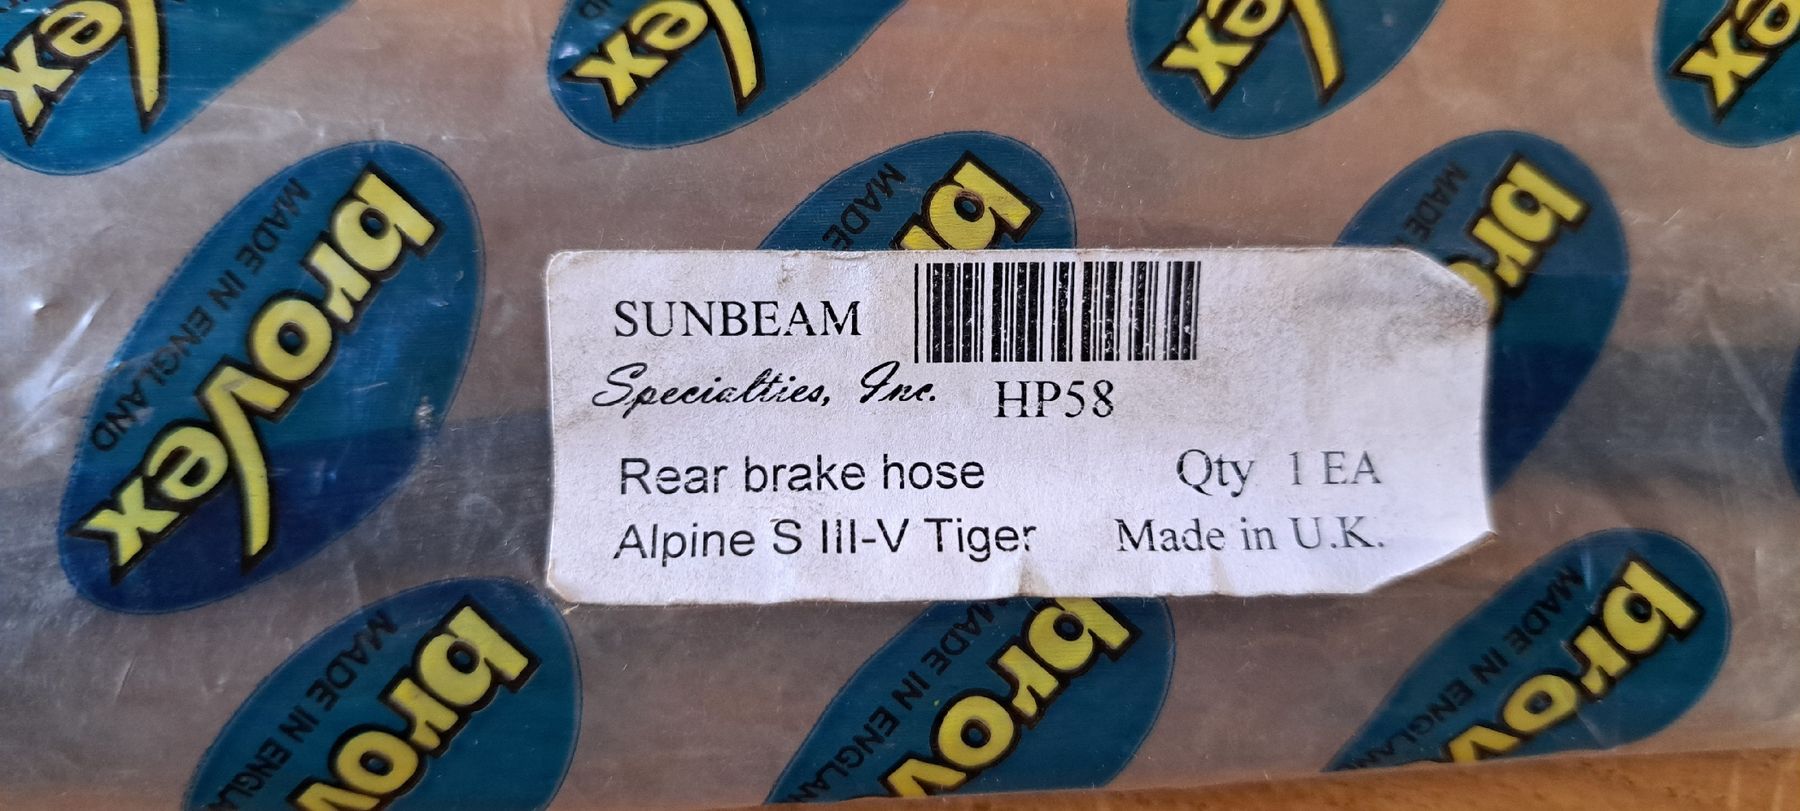 brovex
MADE IN ENGLAND
SUNBEAM
Specialties, Inc.
HP58
Rear brake hose
Qty 1 EA
Alpine S III-V Tiger
Made in U.K.